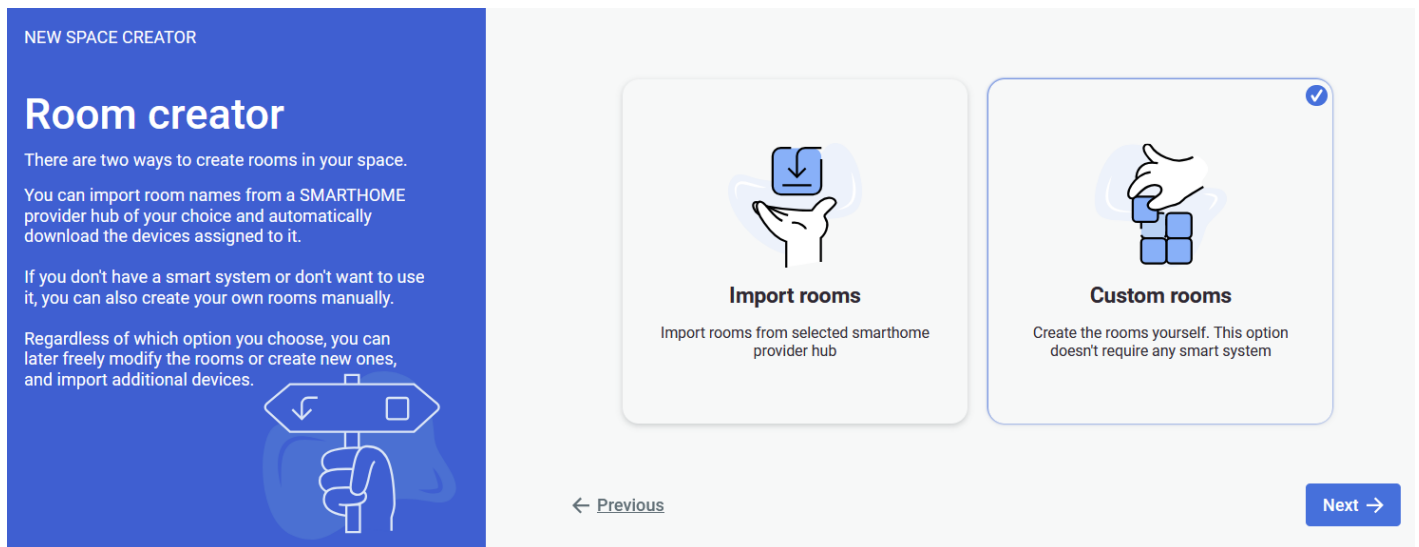 NEW SPACE CREATOR
Room creator
There are two ways to create rooms in your space.
You can import room names from a SMARTHOME
provider hub of your choice and automatically
download the devices assigned to it.
If you don't have a smart system or don't want to use
it, you can also create your own rooms manually.
Regardless of which option you choose, you can
later freely modify the rooms or create new ones,
and import additional devices.
Import rooms
Import rooms from selected smarthome
provider hub
Custom rooms
Create the rooms yourself. This option
doesn't require any smart system
Previous
Next